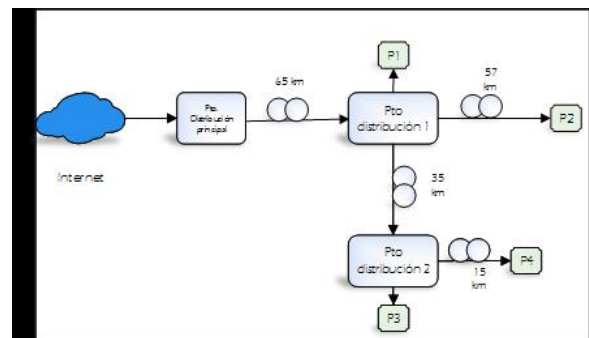 P1
65 km
57
km
Pto.
Distribución
principal
Pto
distribución 1
P2
Internet
35
km
Pto
distribución 2
P4
15
km
P3